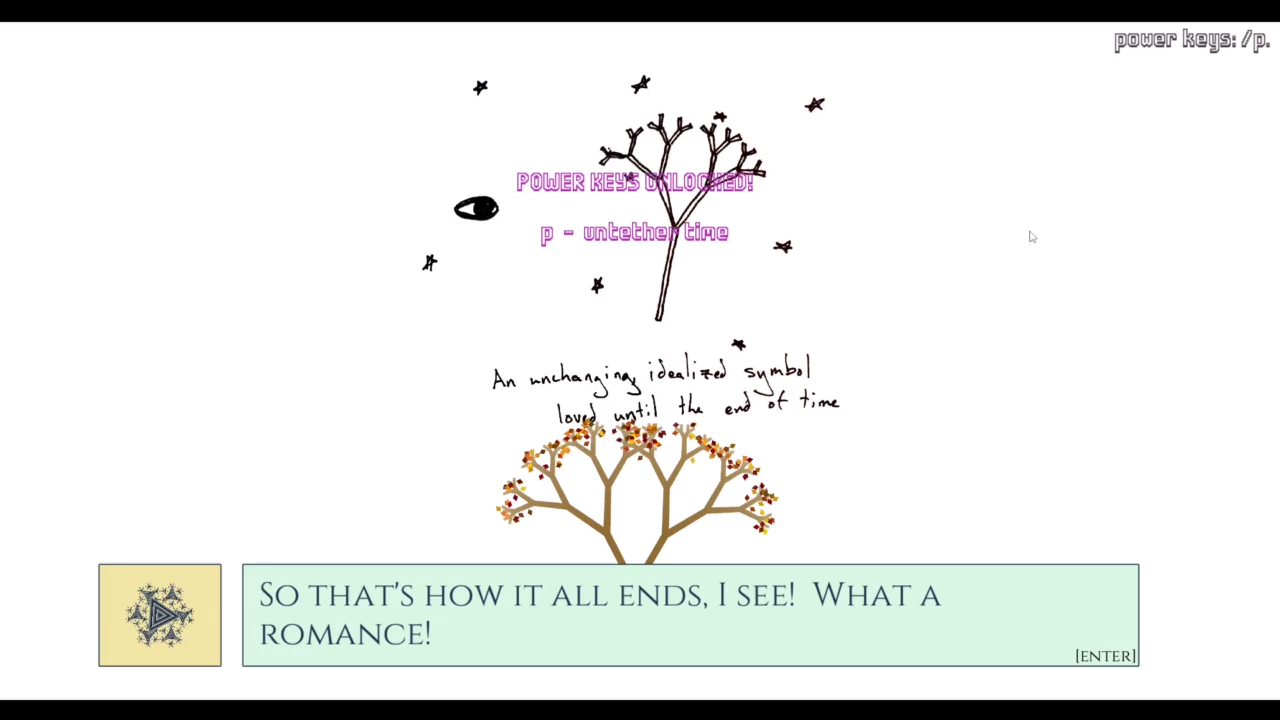 power keys: /p.
POWER KEYS UNLOCKED!
p - untether time
An unchanging, idealized symbol
loved until the end of time
So that's how it all ends, I see! What a
romance!
[Enter]